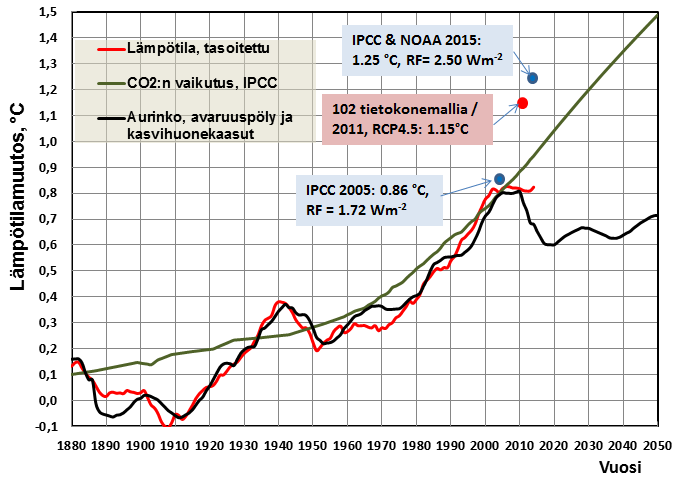 Lämpötilamuutos, °C
1,5
1,4
1,3
1,2
1,1
1,0
0,9
0,8
0,7
0,6
0,5
0,4
0,3
0,2
0,1
0,0
-0,1
Lämpötila, tasoitettu
CO2:n vaikutus, IPCC
Aurinko, avaruuspöly ja
kasvihuonekaasut
IPCC & NOAA 2015:
1.25 °C, RF= 2.50 Wm-2
102 tietokonemallia /
2011, RCP4.5: 1.15°C
IPCC 2005: 0.86 °C,
RF = 1.72 Wm-2
1880 1890 1900 1910 1920 1930 1940 1950 1960 1970 1980 1990 2000 2010 2020 2030 2040 2050
Vuosi